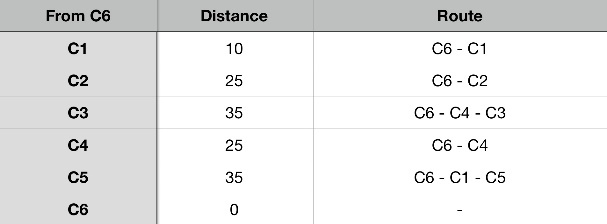 From C6 Distance Route
C1 10 C6 - C1
C2 25 C6 - C2
C3 35 C6 - C4 - C3
C4 25 C6 - C4
C5 35 C6 - C1 - C5
C6 0 -